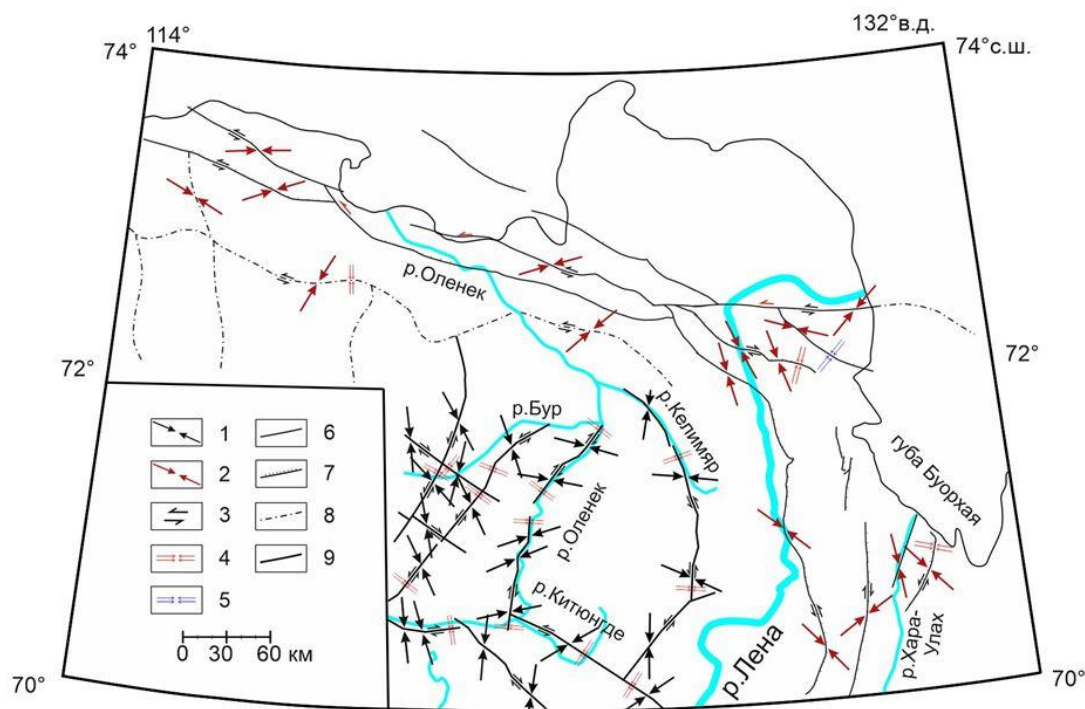 132°в.д.
74° 114°
74°с.ш.
р.Оленек
72°
72°
р.Бур
р.Келимяр
губа Буорхая
р.Оленек
р.Китюнгде
р.Лена
р.Хара-
Улах
1
2
3
4
5
6
7
8
9
0 30 60 км
70°
70°